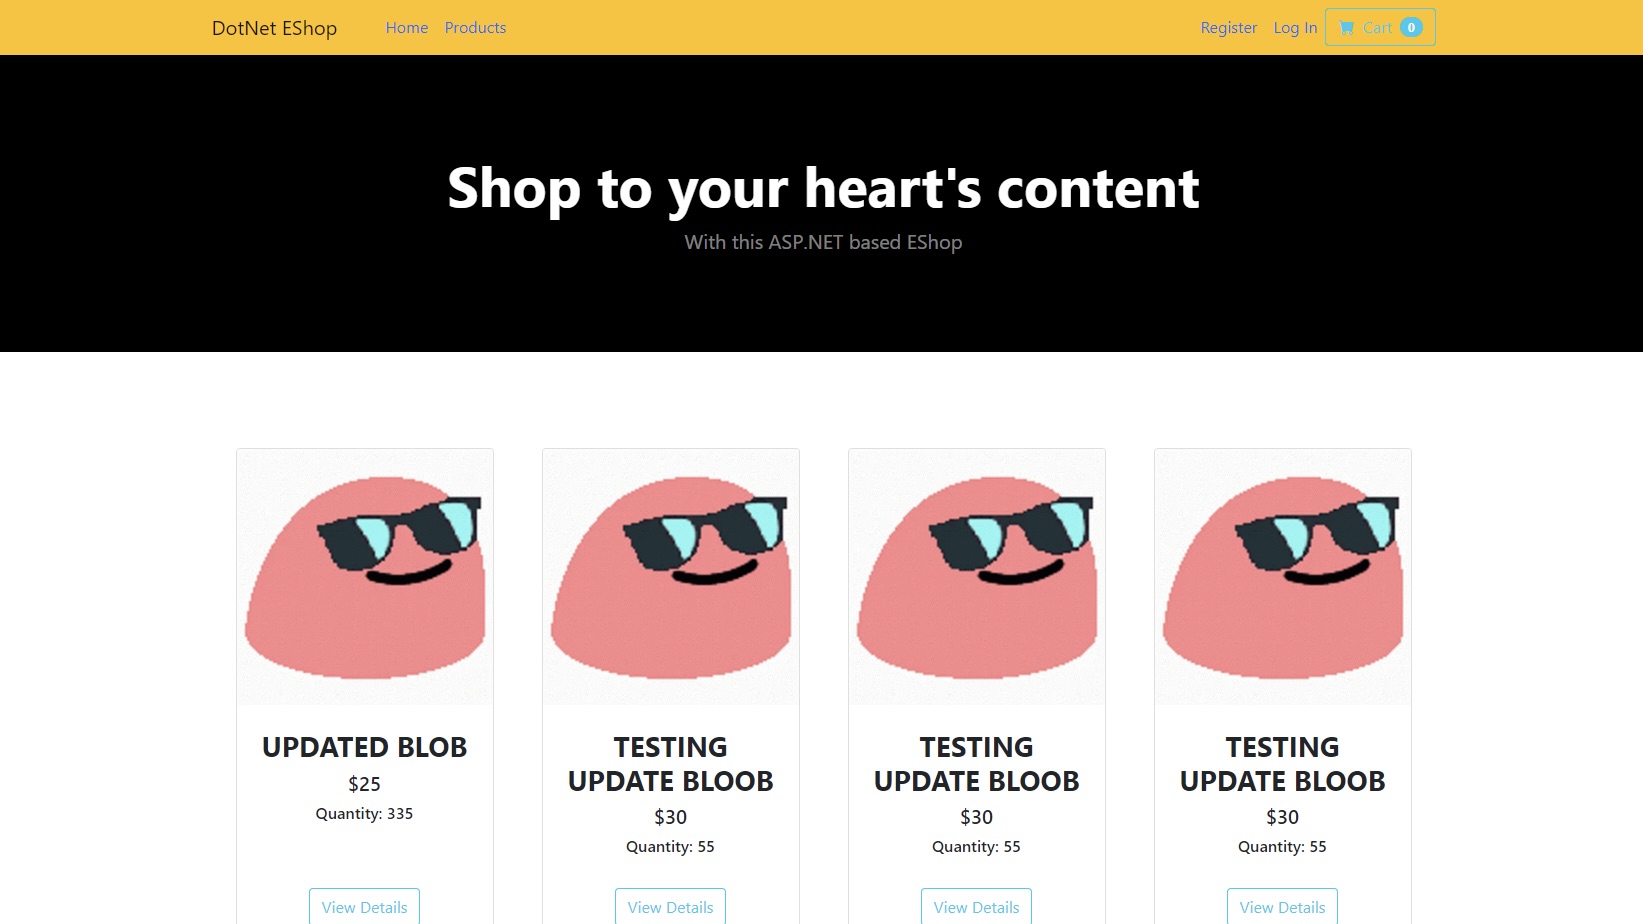 DotNet EShop Home Products Register Log In Cart 0
Shop to your heart's content
With this ASP.NET based EShop
UPDATED BLOB
$25
Quantity: 335
View Details
TESTING
UPDATE BLOOB
$30
Quantity: 55
View Details
TESTING
UPDATE BLOOB
$30
Quantity: 55
View Details
TESTING
UPDATE BLOOB
$30
Quantity: 55
View Details